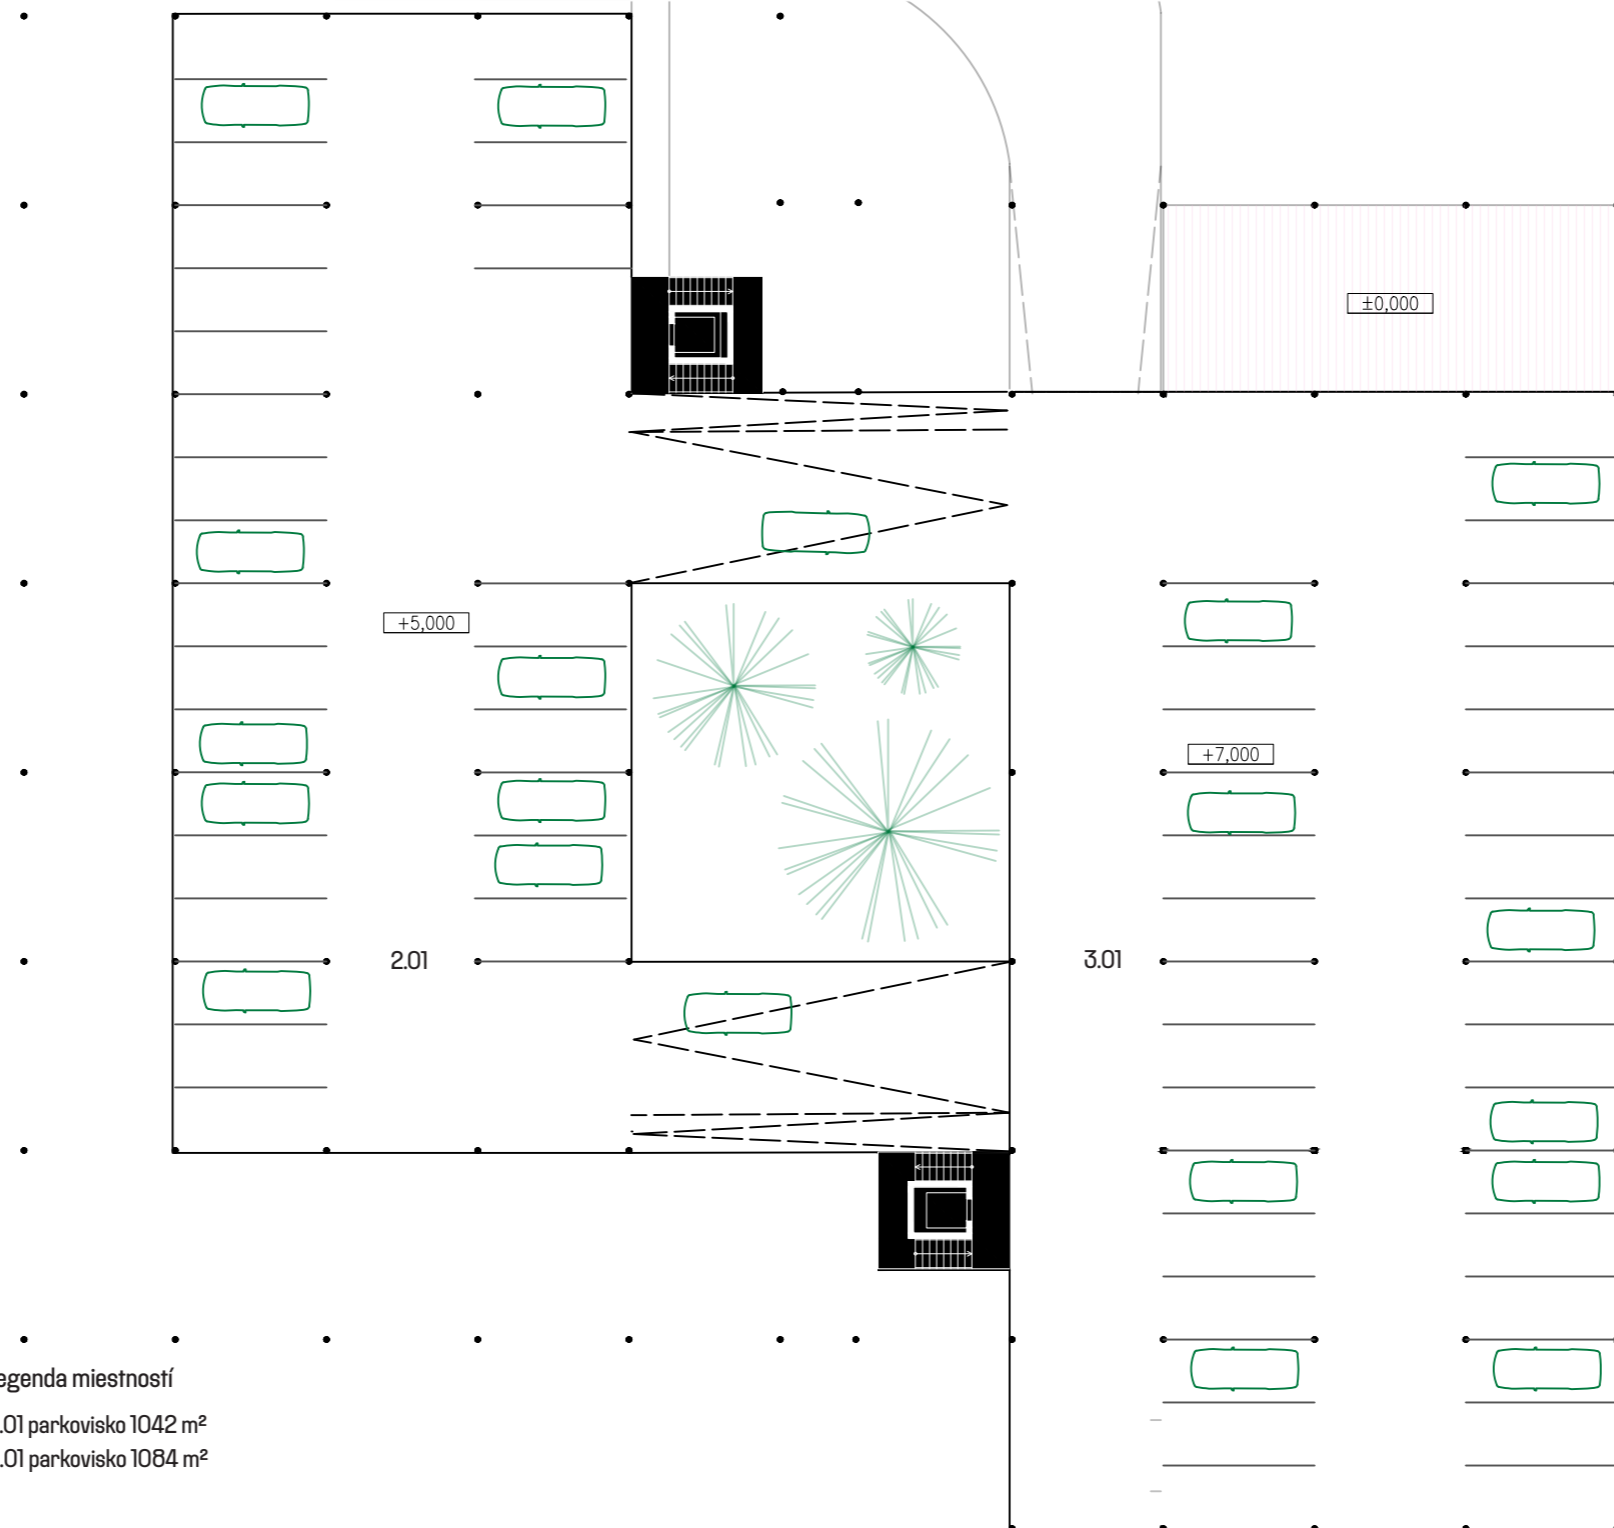 ±0,000
+5,000
+7,000
2.01
3.01
egenda miestností
.01 parkovisko 1042 m²
.01 parkovisko 1084 m²